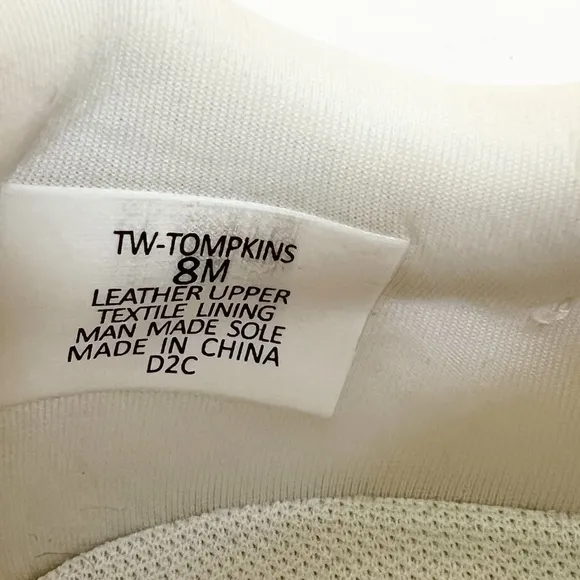 TW-TOMPKINS
8M
LEATHER UPPER
TEXTILE LINING
MAN MADE SOLE
MADE IN CHINA
D2C